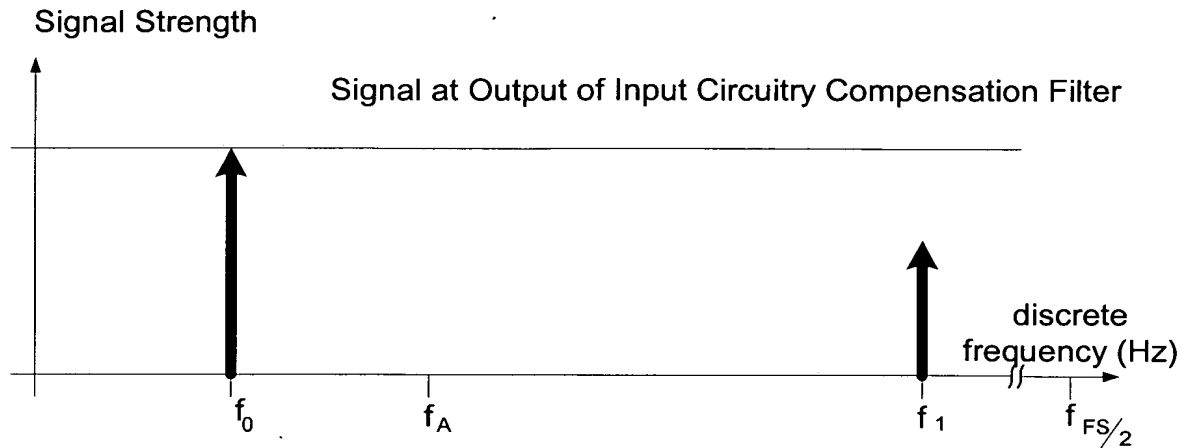 Signal Strength
Signal at Output of Input Circuitry Compensation Filter
discrete
frequency (Hz)
f0
fA
f1
fFS/2